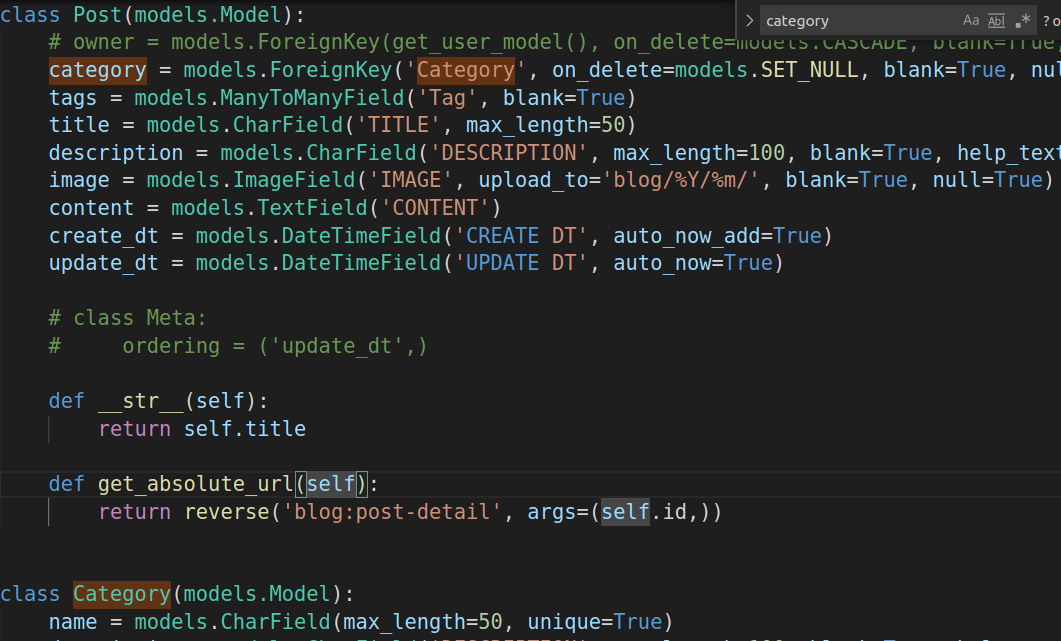 class Post(models.Model):
category
Aa Abl .* ? o
    # owner = models.ForeignKey(get_user_model(), on_delete=models.CASCADE, blank=True,
    category = models.ForeignKey('Category', on_delete=models.SET_NULL, blank=True, nul
    tags = models.ManyToManyField('Tag', blank=True)
    title = models.CharField('TITLE', max_length=50)
    description = models.CharField('DESCRIPTION', max_length=100, blank=True, help_text
    image = models.ImageField('IMAGE', upload_to='blog/%Y/%m/', blank=True, null=True)
    content = models.TextField('CONTENT')
    create_dt = models.DateTimeField('CREATE DT', auto_now_add=True)
    update_dt = models.DateTimeField('UPDATE DT', auto_now=True)
    # class Meta:
    #     ordering = ('update_dt',)
    def __str__(self):
        return self.title
    def get_absolute_url(self):
        return reverse('blog:post-detail', args=(self.id,))
class Category(models.Model):
    name = models.CharField(max_length=50, unique=True)